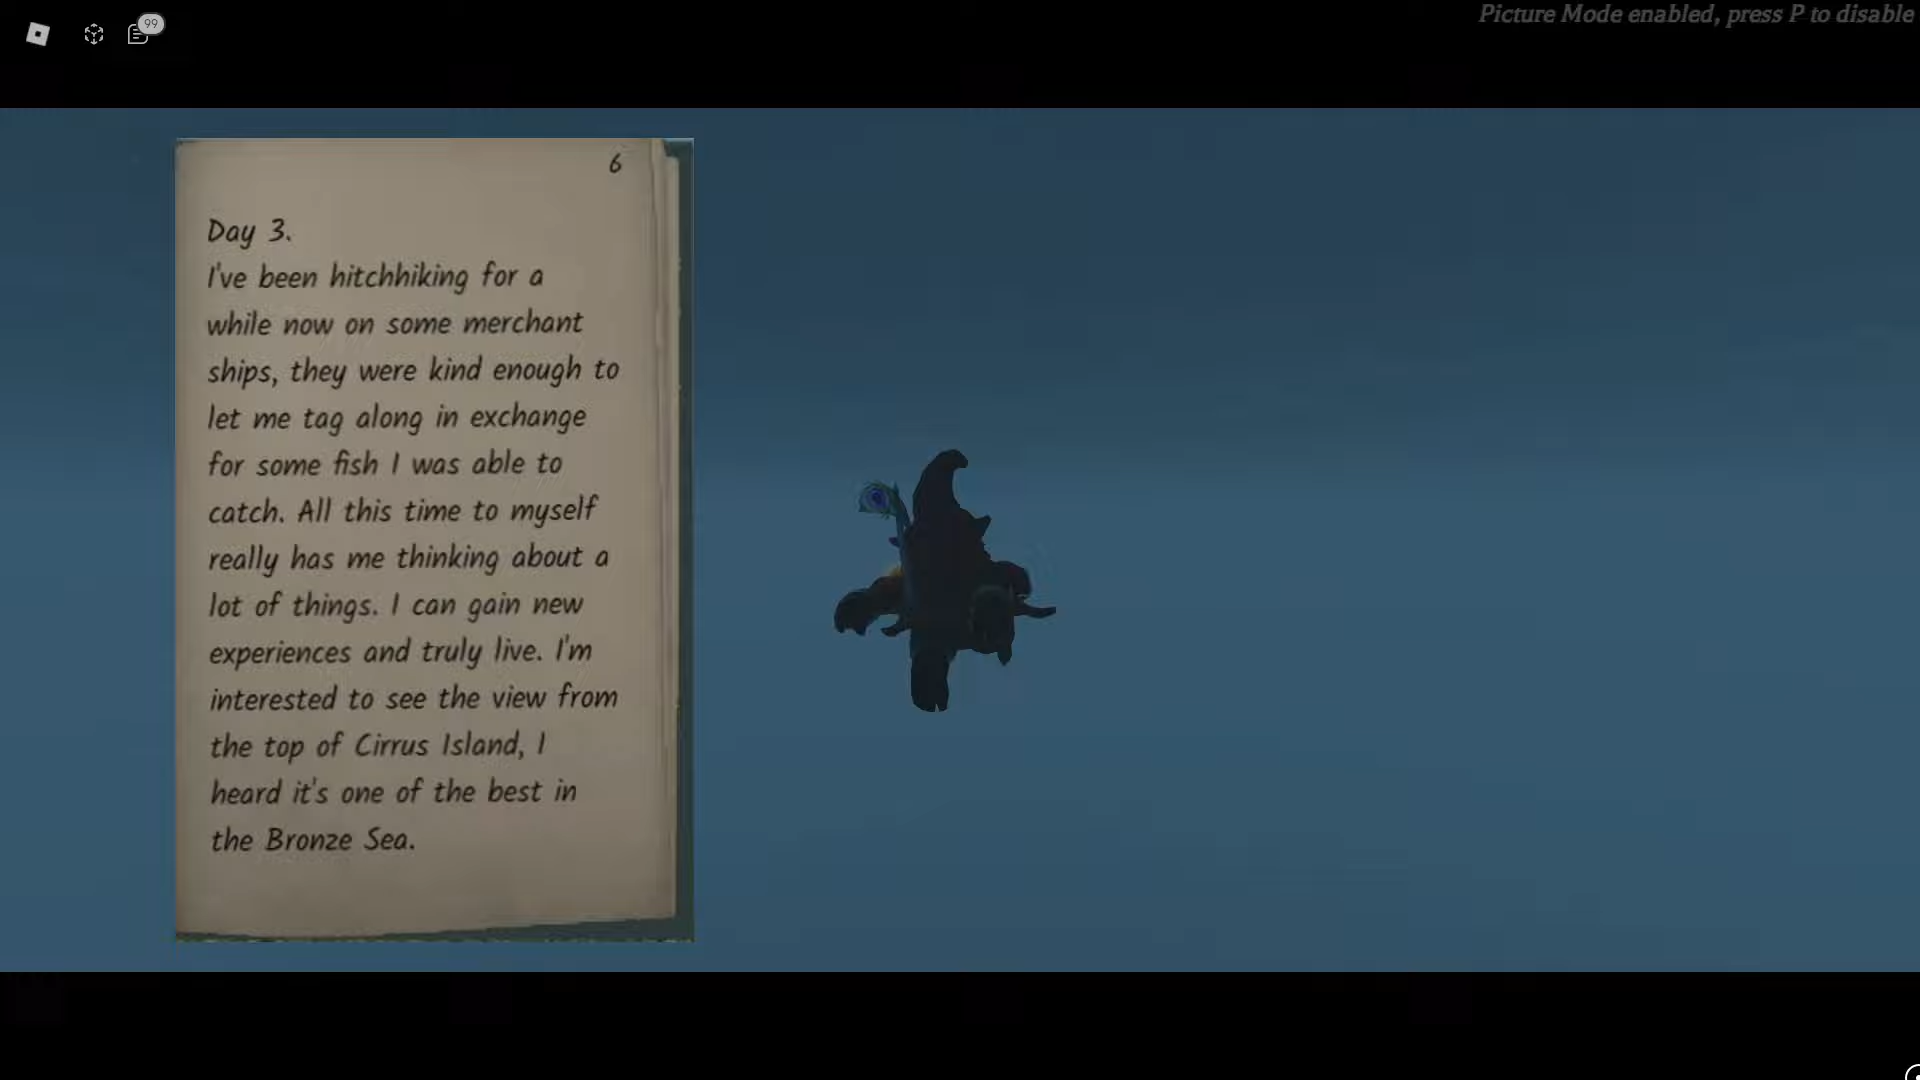 99
Picture Mode enabled, press P to disable
6
Day 3.
I've been hitchhiking for a
while now on some merchant
ships, they were kind enough to
let me tag along in exchange
for some fish I was able to
catch. All this time to myself
really has me thinking about a
lot of things. I can gain new
experiences and truly live. I'm
interested to see the view from
the top of Cirrus Island, I
heard it's one of the best in
the Bronze Sea.